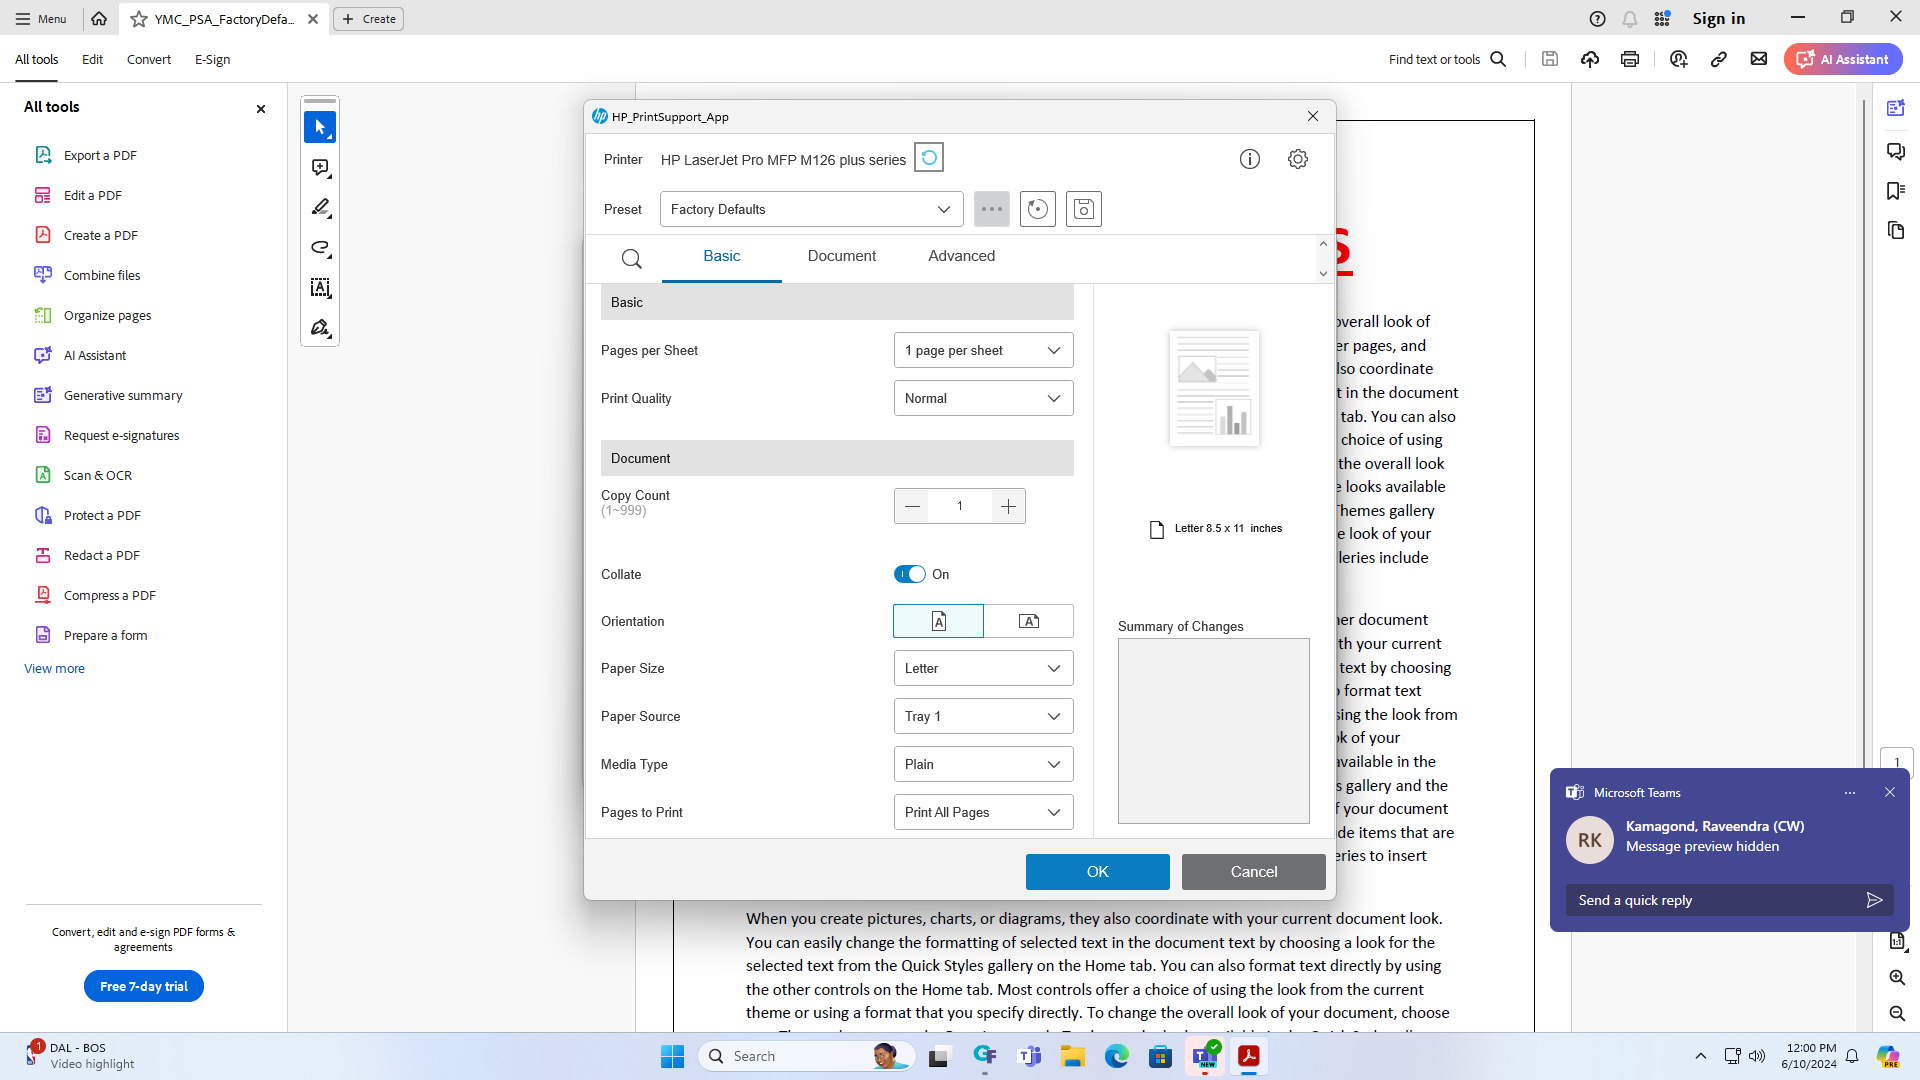 Menu
YMC_PSA_FactoryDefa...
Create
Sign in
All tools
Edit
Convert
E-Sign
Find text or tools
AI Assistant
All tools
Export a PDF
Edit a PDF
Create a PDF
Combine files
Organize pages
AI Assistant
Generative summary
Request e-signatures
Scan & OCR
Protect a PDF
Redact a PDF
Compress a PDF
Prepare a form
View more
Convert, edit and e-sign PDF forms &
agreements
Free 7-day trial
HP_PrintSupport_App
Printer
HP LaserJet Pro MFP M126 plus series
Preset
Factory Defaults
Basic
Document
Advanced
Basic
Pages per Sheet
1 page per sheet
Print Quality
Normal
Document
Copy Count
(1~999)
1
Collate
On
Orientation
Paper Size
Letter
Paper Source
Tray 1
Media Type
Plain
Pages to Print
Print All Pages
Letter 8.5 x 11 inches
Summary of Changes
OK
Cancel
S
overall look of
er pages, and
lso coordinate
t in the document
tab. You can also
choice of using
the overall look
e looks available
Themes gallery
e look of your
lleries include
her document
th your current
text by choosing
o format text
sing the look from
ok of your
available in the
s gallery and the
f your document
de items that are
eries to insert
When you create pictures, charts, or diagrams, they also coordinate with your current document look.
You can easily change the formatting of selected text in the document text by choosing a look for the
selected text from the Quick Styles gallery on the Home tab. You can also format text directly by using
the other controls on the Home tab. Most controls offer a choice of using the look from the current
theme or using a format that you specify directly. To change the overall look of your document, choose
1
Microsoft Teams
RK
Kamagond, Raveendra (CW)
Message preview hidden
Send a quick reply
1
DAL - BOS
Video highlight
Search
NEW
12:00 PM
6/10/2024
PRE